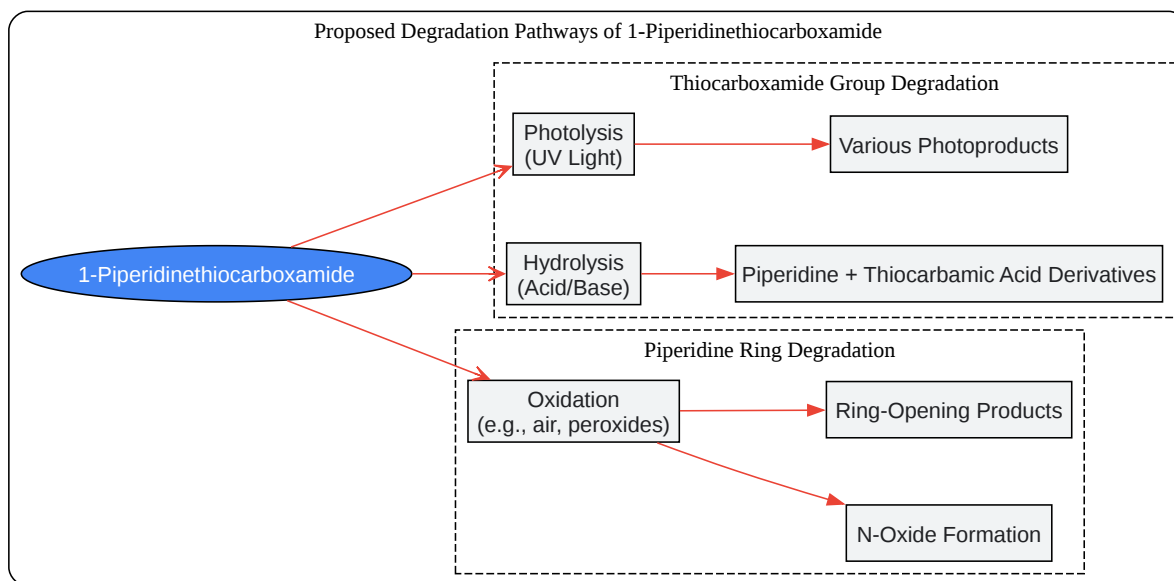 Proposed Degradation Pathways of 1-Piperidinethiocarboxamide
Thiocarboxamide Group Degradation
Photolysis
(UV Light)
Various Photoproducts
1-Piperidinethiocarboxamide
Hydrolysis
(Acid/Base)
Piperidine + Thiocarbamic Acid Derivatives
Piperidine Ring Degradation
Oxidation
(e.g., air, peroxides)
Ring-Opening Products
N-Oxide Formation